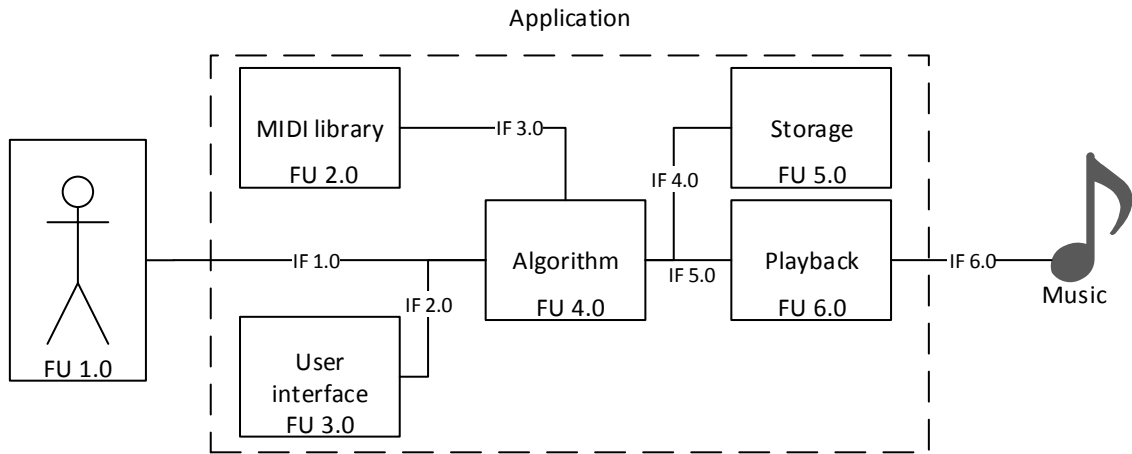 Application
MIDI library
FU 2.0
IF 3.0
Storage
FU 5.0
IF 4.0
FU 1.0
IF 1.0
IF 2.0
Algorithm
FU 4.0
IF 5.0
Playback
FU 6.0
IF 6.0
Music
User
interface
FU 3.0